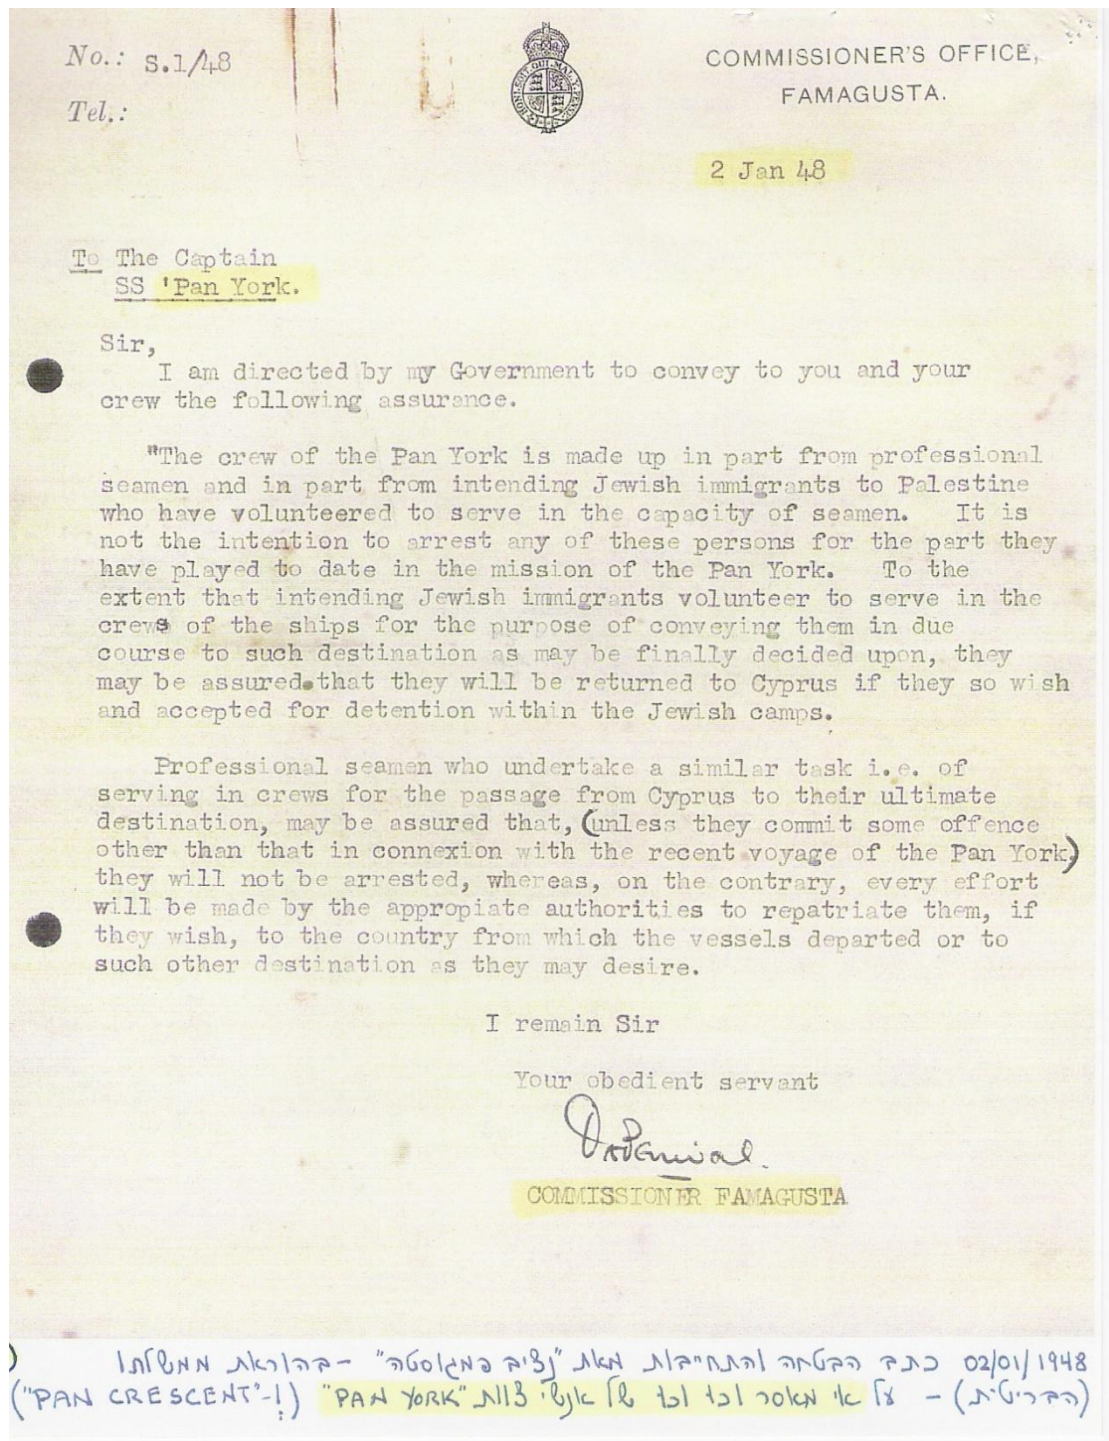 No.: S.1/48
Tel.:
COMMISSIONER'S OFFICE,
FAMAGUSTA.
2 Jan 48
To The Captain
SS 'Pan York.
Sir,
I am directed by my Government to convey to you and your
crew the following assurance.
"The crew of the Pan York is made up in part from professional
seamen and in part from intending Jewish immigrants to Palestine
who have volunteered to serve in the capacity of seamen. It is
not the intention to arrest any of these persons for the part they
have played to date in the mission of the Pan York. To the
extent that intending Jewish immigrants volunteer to serve in the
crews of the ships for the purpose of conveying them in due
course to such destination as may be finally decided upon, they
may be assured that they will be returned to Cyprus if they so wish
and accepted for detention within the Jewish camps.
Professional seamen who undertake a similar task i.e. of
serving in crews for the passage from Cyprus to their ultimate
destination, may be assured that, (unless they commit some offence
other than that in connexion with the recent voyage of the Pan York)
they will not be arrested, whereas, on the contrary, every effort
will be made by the appropiate authorities to repatriate them, if
they wish, to the country from which the vessels departed or to
such other destination as they may desire.
I remain Sir
Your obedient servant
COMMISSIONER FAMAGUSTA
02/01/1948 כתב הבטחה והתחייבות מאת "נציב פמגוסטה" - בהוראת ממשלתו
(הבריטית) - על אי מאסר וכו' וכו' של אנשי צוות "PAN YORK" (ו-"PAN CRESCENT")